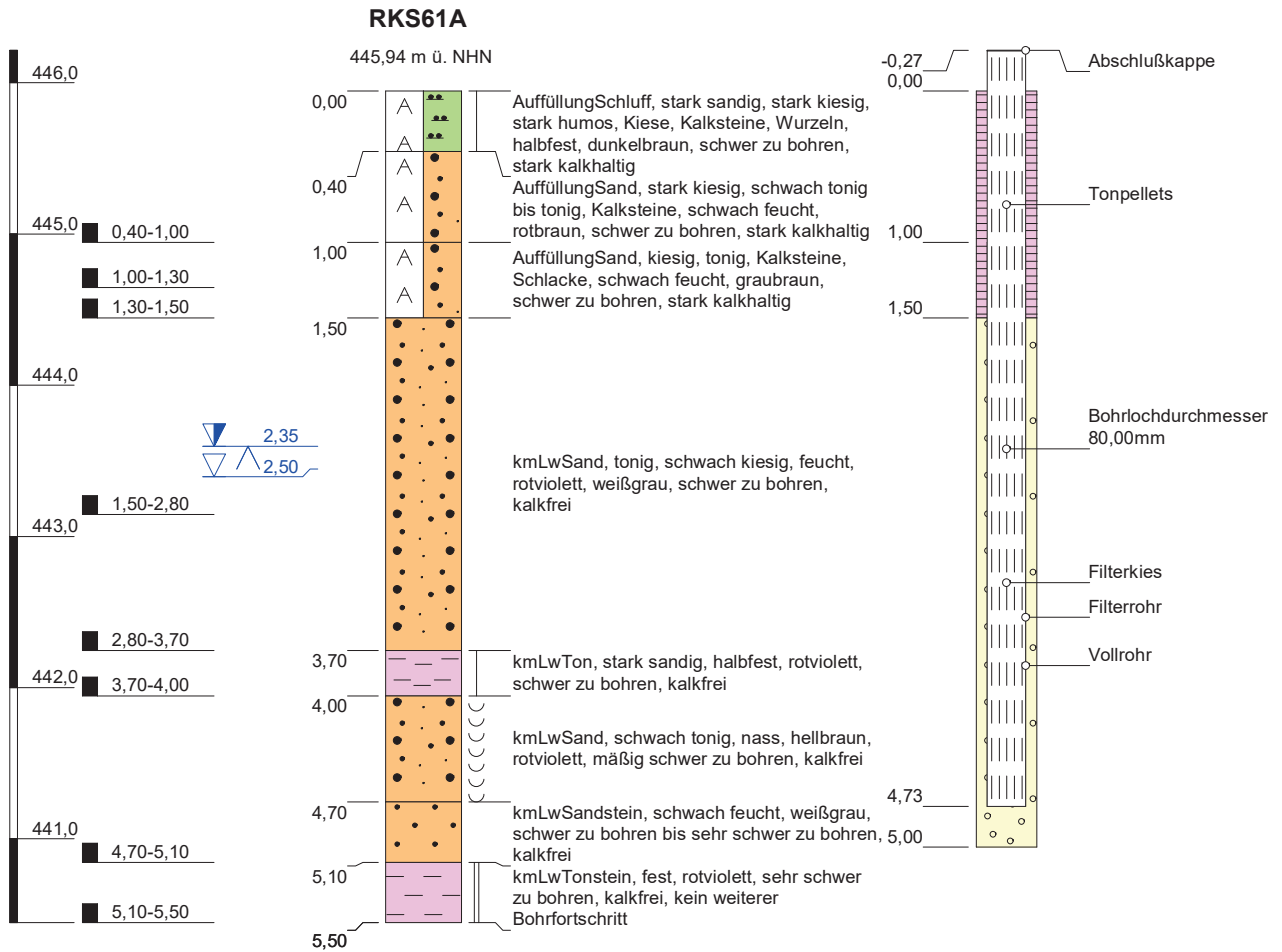 RKS61A
445,94 m ü. NHN
446,0
445,0
444,0
443,0
442,0
441,0
0,40-1,00
1,00-1,30
1,30-1,50
1,50-2,80
2,80-3,70
3,70-4,00
4,70-5,10
5,10-5,50
2,35
2,50
0,00
0,40
1,00
1,50
3,70
4,00
4,70
5,10
5,50
AuffüllungSchluff, stark sandig, stark kiesig,
stark humos, Kiese, Kalksteine, Wurzeln,
halbfest, dunkelbraun, schwer zu bohren,
stark kalkhaltig
AuffüllungSand, stark kiesig, schwach tonig
bis tonig, Kalksteine, schwach feucht,
rotbraun, schwer zu bohren, stark kalkhaltig
AuffüllungSand, kiesig, tonig, Kalksteine,
Schlacke, schwach feucht, graubraun,
schwer zu bohren, stark kalkhaltig
kmLwSand, tonig, schwach kiesig, feucht,
rotviolett, weißgrau, schwer zu bohren,
kalkfrei
kmLwTon, stark sandig, halbfest, rotviolett,
schwer zu bohren, kalkfrei
kmLwSand, schwach tonig, nass, hellbraun,
rotviolett, mäßig schwer zu bohren, kalkfrei
kmLwSandstein, schwach feucht, weißgrau,
schwer zu bohren bis sehr schwer zu bohren,
kalkfrei
kmLwTonstein, fest, rotviolett, sehr schwer
zu bohren, kalkfrei, kein weiterer
Bohrfortschritt
-0,27
0,00
1,00
1,50
4,73
5,00
Abschlußkappe
Tonpellets
Bohrlochdurchmesser
80,00mm
Filterkies
Filterrohr
Vollrohr